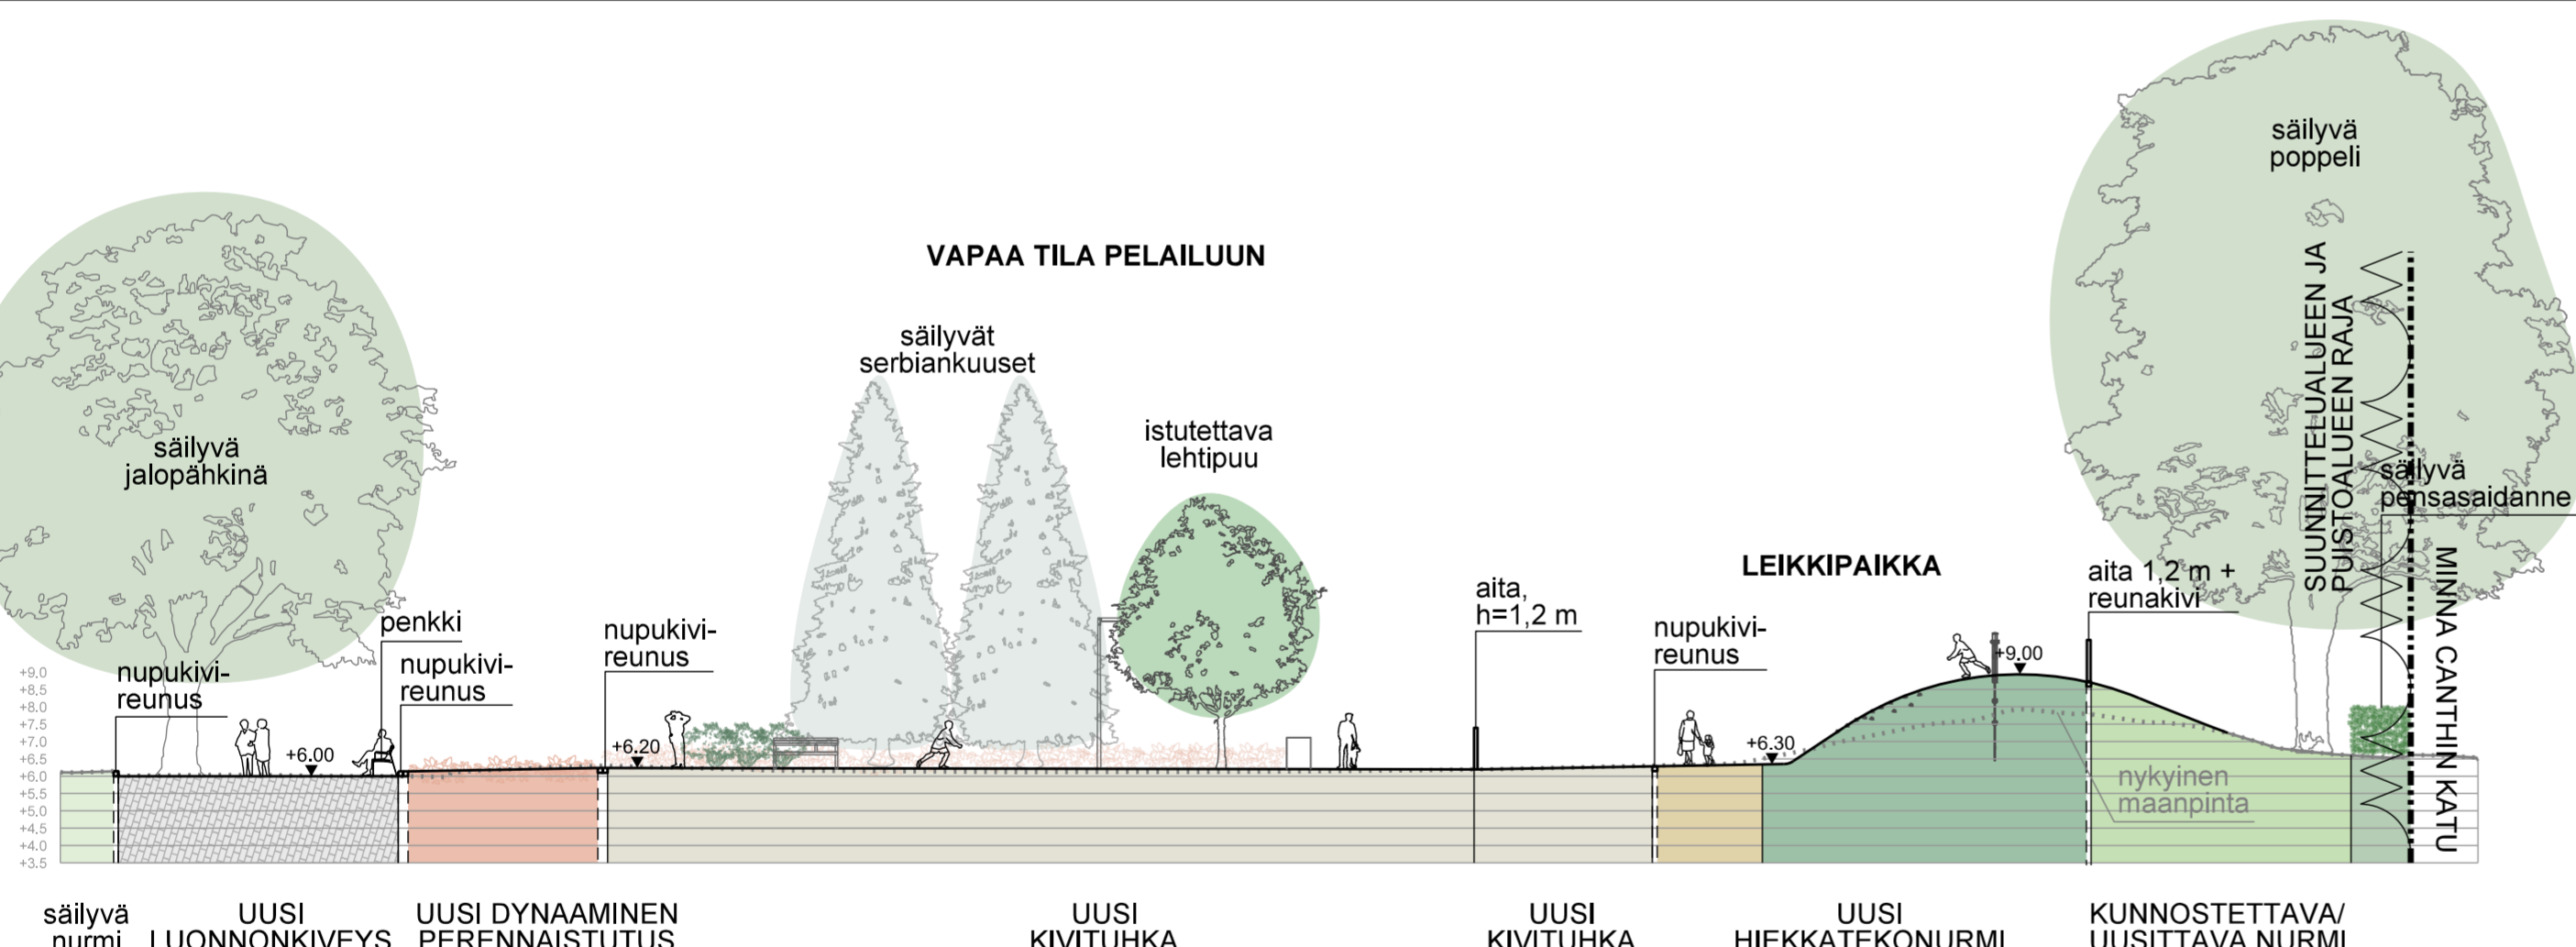 säilyvä
poppeli
VAPAA TILA PELAILUUN
säilyvät
serbiankuuset
säilyvä
jalopähkinä
istutettava
lehtipuu
SUUNNITTELUALUEEN JA
PUISTOALUEEN RAJA
säilyvä
pensasaidanne
MINNA CANTHIN KATU
LEIKKIPAIKKA
aita 1,2 m +
reunakivi
aita,
h=1,2 m
penkki
nupukivi-
reunus
nupukivi-
reunus
nupukivi-
reunus
nupukivi-
reunus
+9.00
+6.00
+6.20
+6.30
nykyinen
maanpinta
+9.0
+8,5
+8.0
+7.5
+7.0
+6.5
+6.0
+5.5
+5.0
+4,5
+4.0
+3.5
säilyvä
nurmi
UUSI
LUONNONKIVEYS
UUSI DYNAAMINEN
PERENNAISTUTUS
UUSI
KIVITUHKA
UUSI
KIVITUHKA
UUSI
HIEKKATEKONURMI
KUNNOSTETTAVA/
UUSITTAVA NURMI